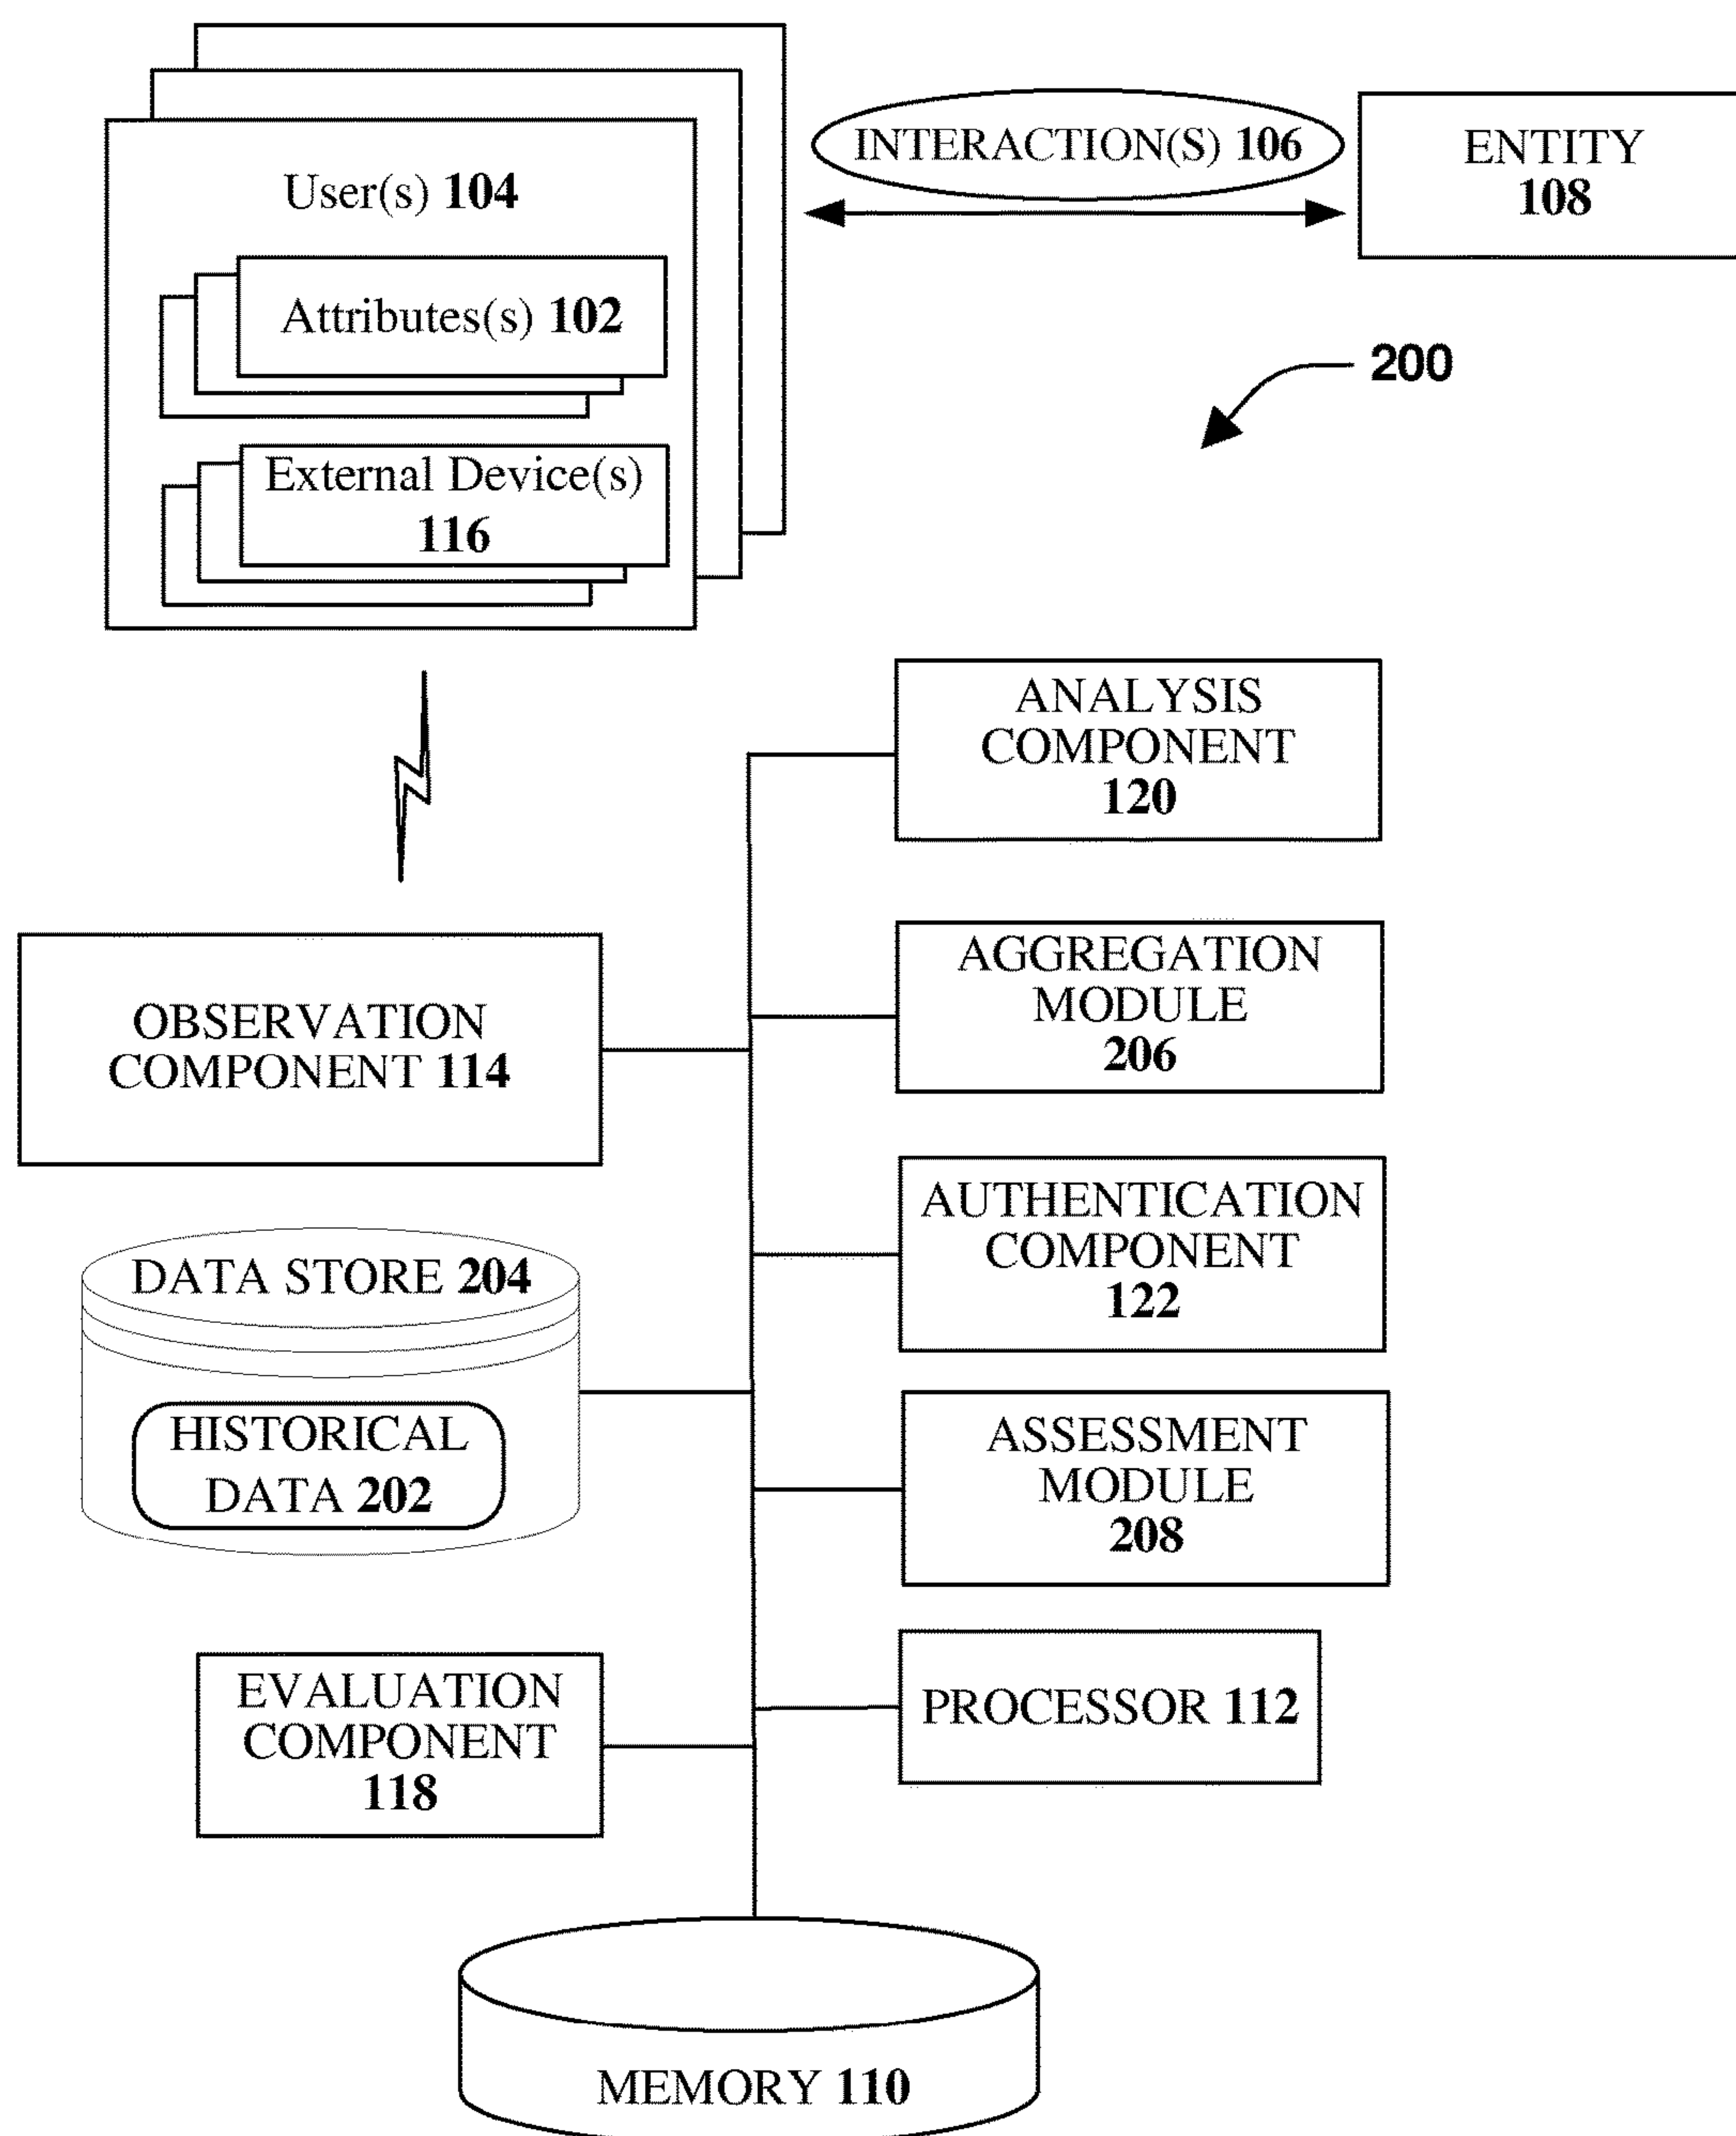 INTERACTION(S) 106
ENTITY
108
User(s) 104
Attributes(s) 102
External Device(s)
116
200
ANALYSIS
COMPONENT
120
AGGREGATION
MODULE
206
OBSERVATION
COMPONENT 114
AUTHENTICATION
COMPONENT
122
DATA STORE 204
HISTORICAL
DATA 202
ASSESSMENT
MODULE
208
EVALUATION
COMPONENT
118
PROCESSOR 112
MEMORY 110